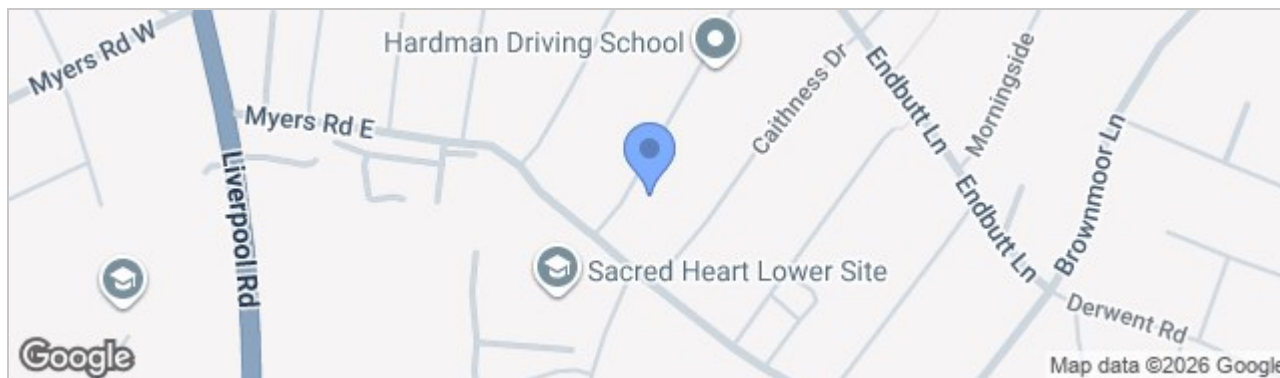 Hardman Driving School
Myers Rd W
Myers Rd E
Caithness Dr
Endbutt Ln
Morningside
Brownmoor Ln
Liverpool Rd
Endbutt Ln
Sacred Heart Lower Site
Derwent Rd
Google
Map data ©2026 Google